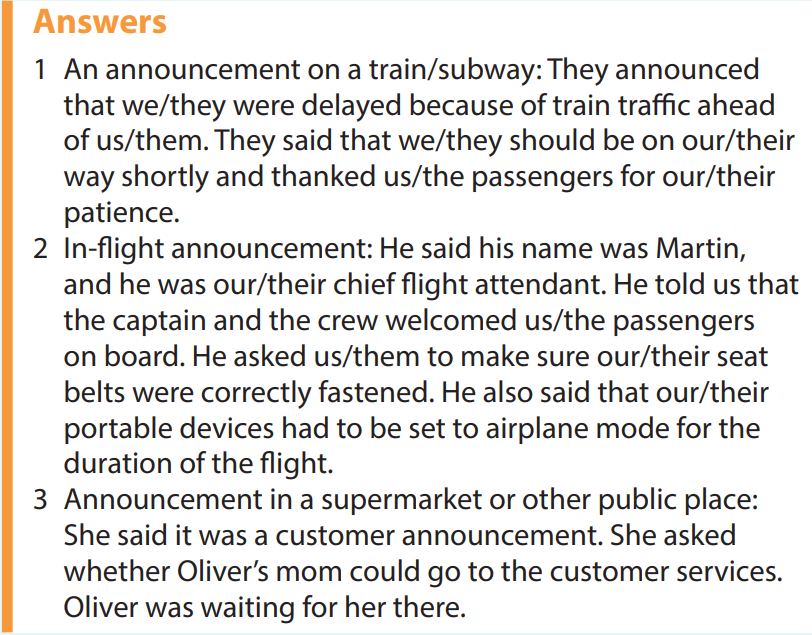 Answers
1 An announcement on a train/subway: They announced
that we/they were delayed because of train traffic ahead
of us/them. They said that we/they should be on our/their
way shortly and thanked us/the passengers for our/their
patience.
2 In-flight announcement: He said his name was Martin,
and he was our/their chief flight attendant. He told us that
the captain and the crew welcomed us/the passengers
on board. He asked us/them to make sure our/their seat
belts were correctly fastened. He also said that our/their
portable devices had to be set to airplane mode for the
duration of the flight.
3 Announcement in a supermarket or other public place:
She said it was a customer announcement. She asked
whether Oliver’s mom could go to the customer services.
Oliver was waiting for her there.